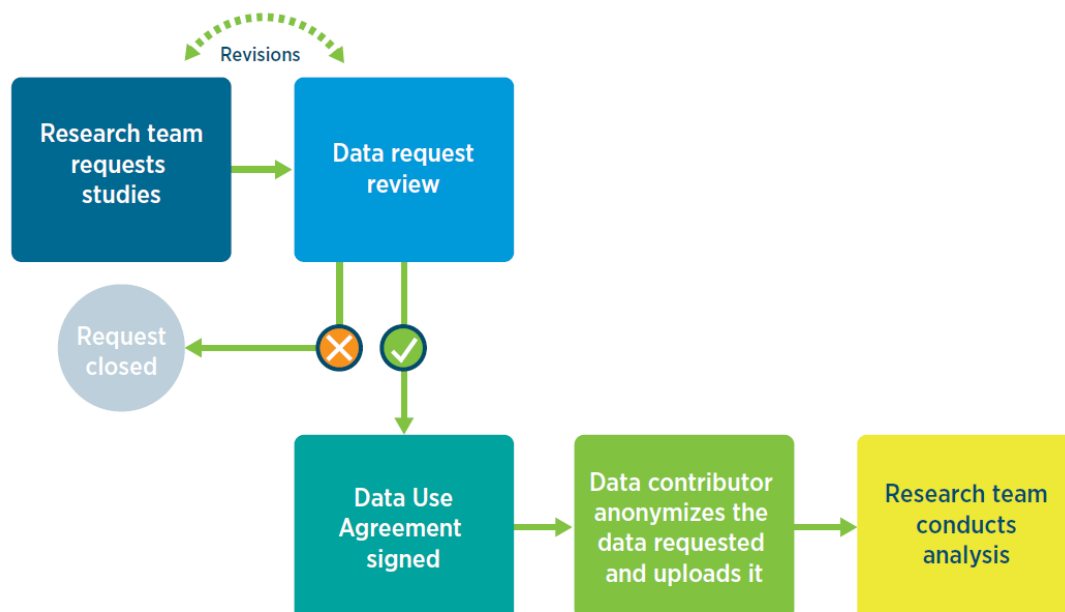 Revisions
Research team
requests
studies
Data request
review
Request
closed
Data Use
Agreement
signed
Data contributor
anonymizes the
data requested
and uploads it
Research team
conducts
analysis